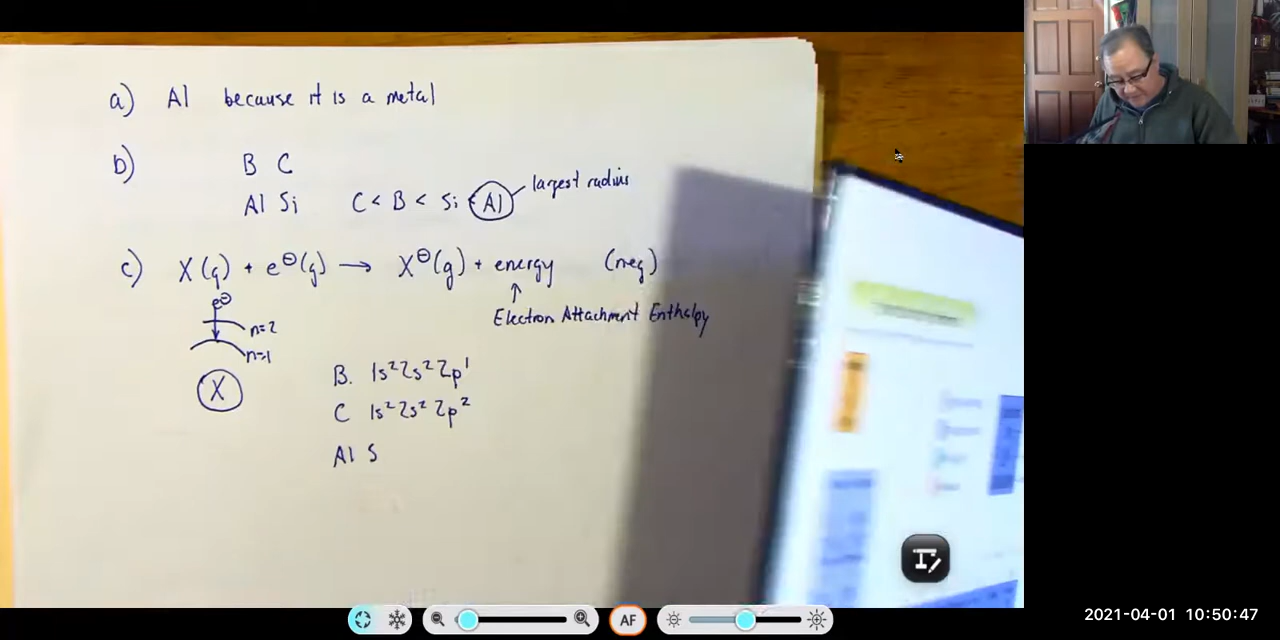 a) Al because it is a metal
b) B C
Al Si C < B < Si < Al largest radius
c) X(g) + e⊖(g) → X⊖(g) + energy (neg)
e⊖
n=2
n=1
X
Electron Attachment Enthalpy
B. 1s²2s²2p¹
C 1s²2s²2p²
Al S
AF
2021-04-01 10:50:47